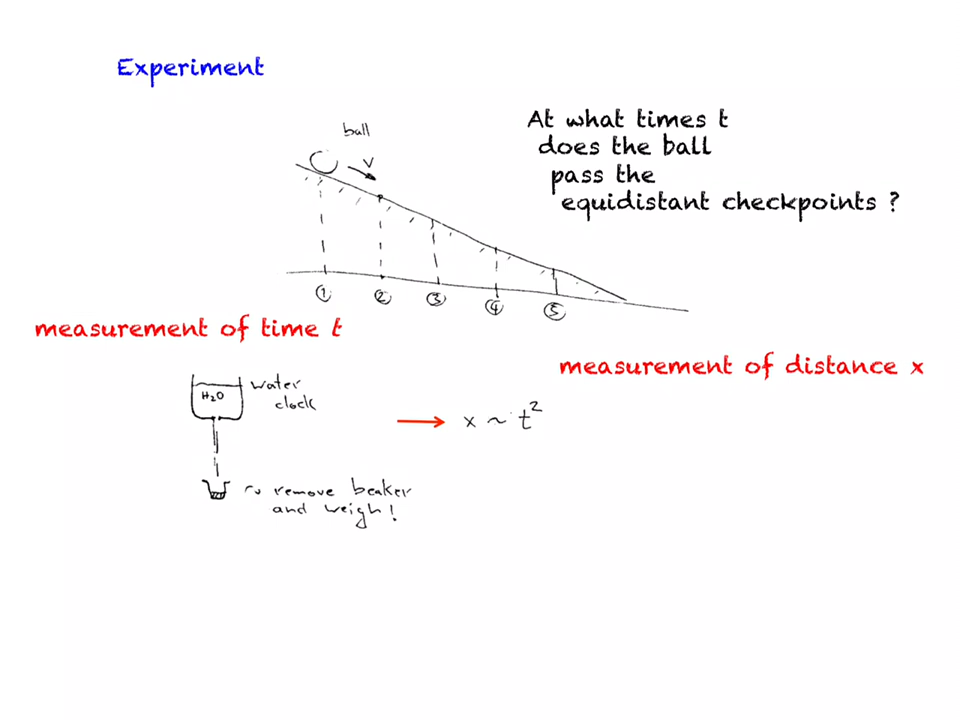 Experiment
At what times t
does the ball
pass the
equidistant checkpoints ?
ball
v
1 2 3 4 5
measurement of time t
measurement of distance x
water
clock
H₂O
→ x ~ t²
remove beaker
and weigh!